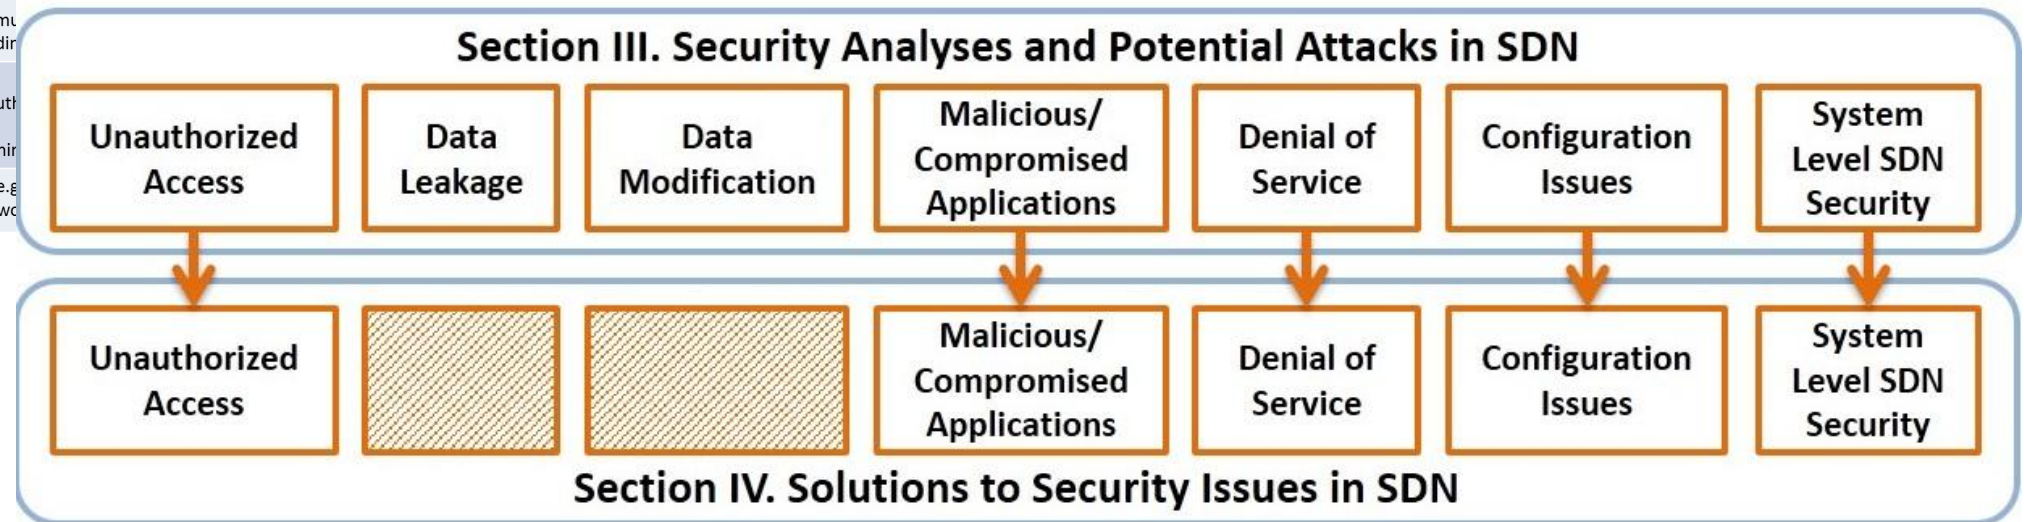 Section III. Security Analyses and Potential Attacks in SDN
Unauthorized
Access
Data
Leakage
Data
Modification
Malicious/
Compromised
Applications
Denial of
Service
Configuration
Issues
System
Level SDN
Security
Unauthorized
Access
Malicious/
Compromised
Applications
Denial of
Service
Configuration
Issues
System
Level SDN
Security
Section IV. Solutions to Security Issues in SDN